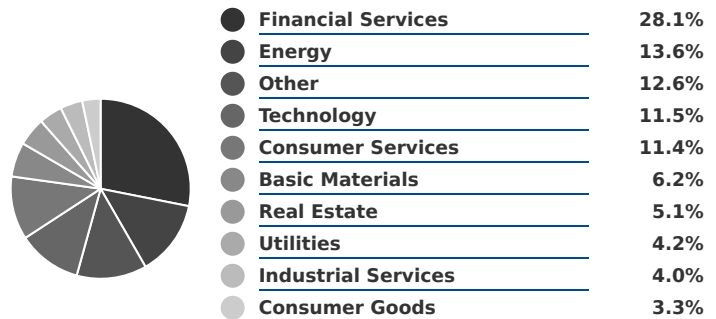 Financial Services 28.1%
Energy 13.6%
Other 12.6%
Technology 11.5%
Consumer Services 11.4%
Basic Materials 6.2%
Real Estate 5.1%
Utilities 4.2%
Industrial Services 4.0%
Consumer Goods 3.3%